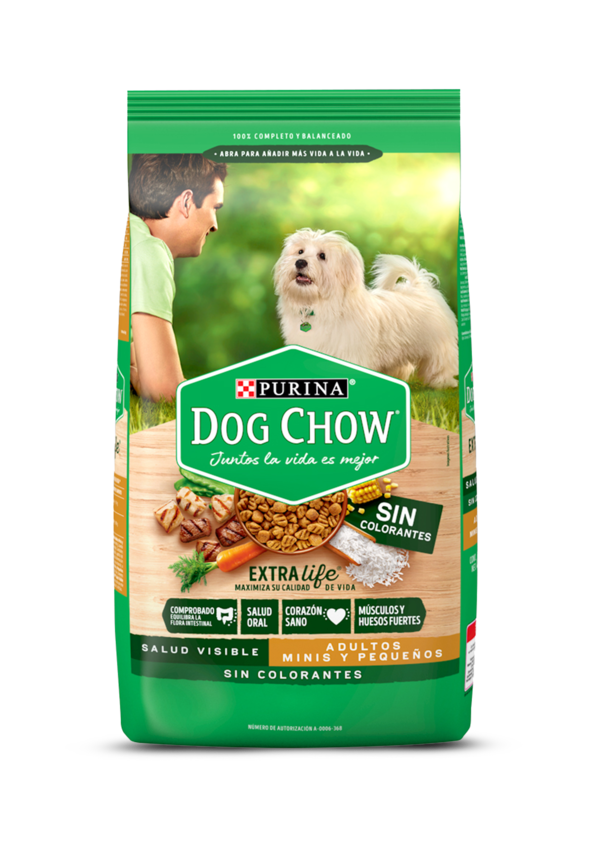 100% COMPLETO Y BALANCEADO
• ABRA PARA AÑADIR MÁS VIDA A LA VIDA •
PURINA®
DOG CHOW®
Juntos la vida es mejor
SIN
COLORANTES
EXTRA life®
MAXIMIZA SU CALIDAD DE VIDA
COMPROBADO
EQUILIBRA LA
FLORA INTESTINAL
SALUD
ORAL
CORAZÓN
SANO
MÚSCULOS Y
HUESOS FUERTES
SALUD VISIBLE
ADULTOS
MINIS Y PEQUEÑOS
SIN COLORANTES
NÚMERO DE AUTORIZACIÓN A-0006-368